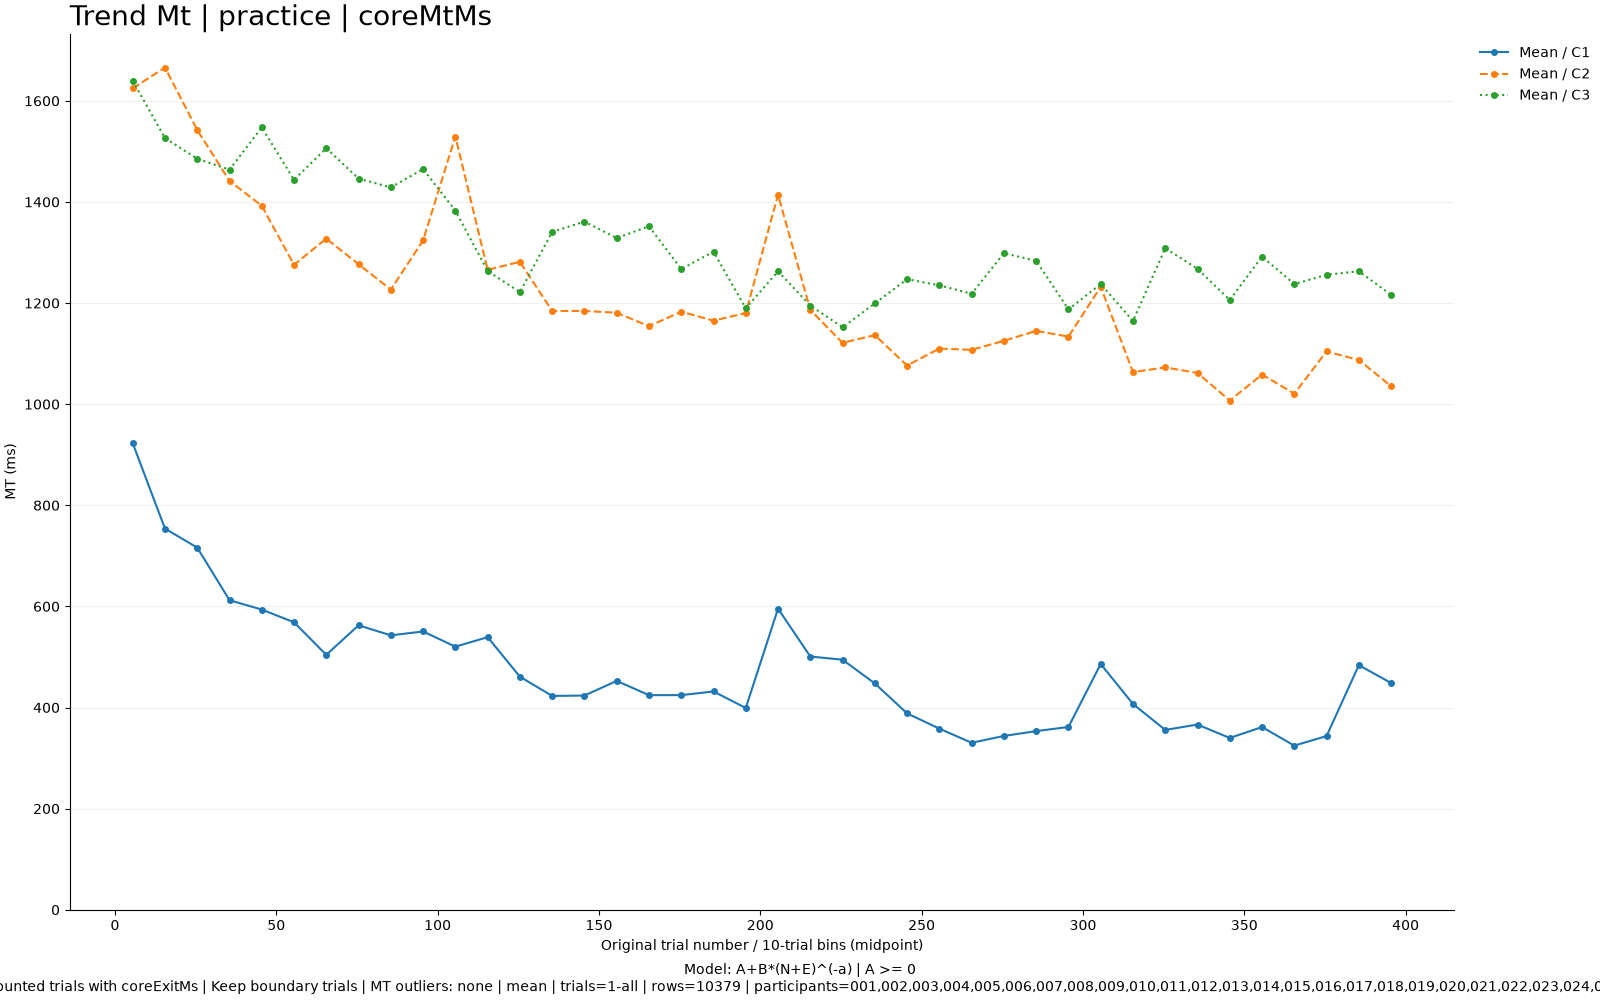 Trend Mt | practice | coreMtMs
Mean / C1
Mean / C2
Mean / C3
1600
1400
1200
1000
800
600
400
200
0
MT (ms)
0 50 100 150 200 250 300 350 400
Original trial number / 10-trial bins (midpoint)
Model: A+B*(N+E)^(-a) | A >= 0
trials with coreExitMs | Keep boundary trials | MT outliers: none | mean | trials=1-all | rows=10379 | participants=001,002,003,004,005,006,007,008,009,010,011,012,013,014,015,016,017,018,019,020,021,022,023,024,